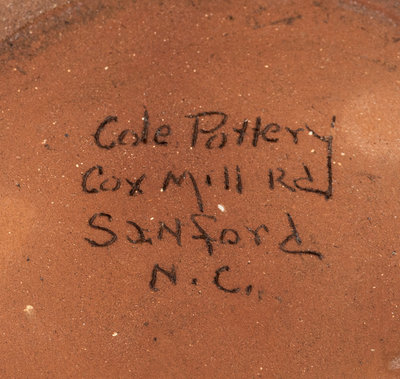 Cole Pottery
Cox Mill Rd
Sanford
N.C.